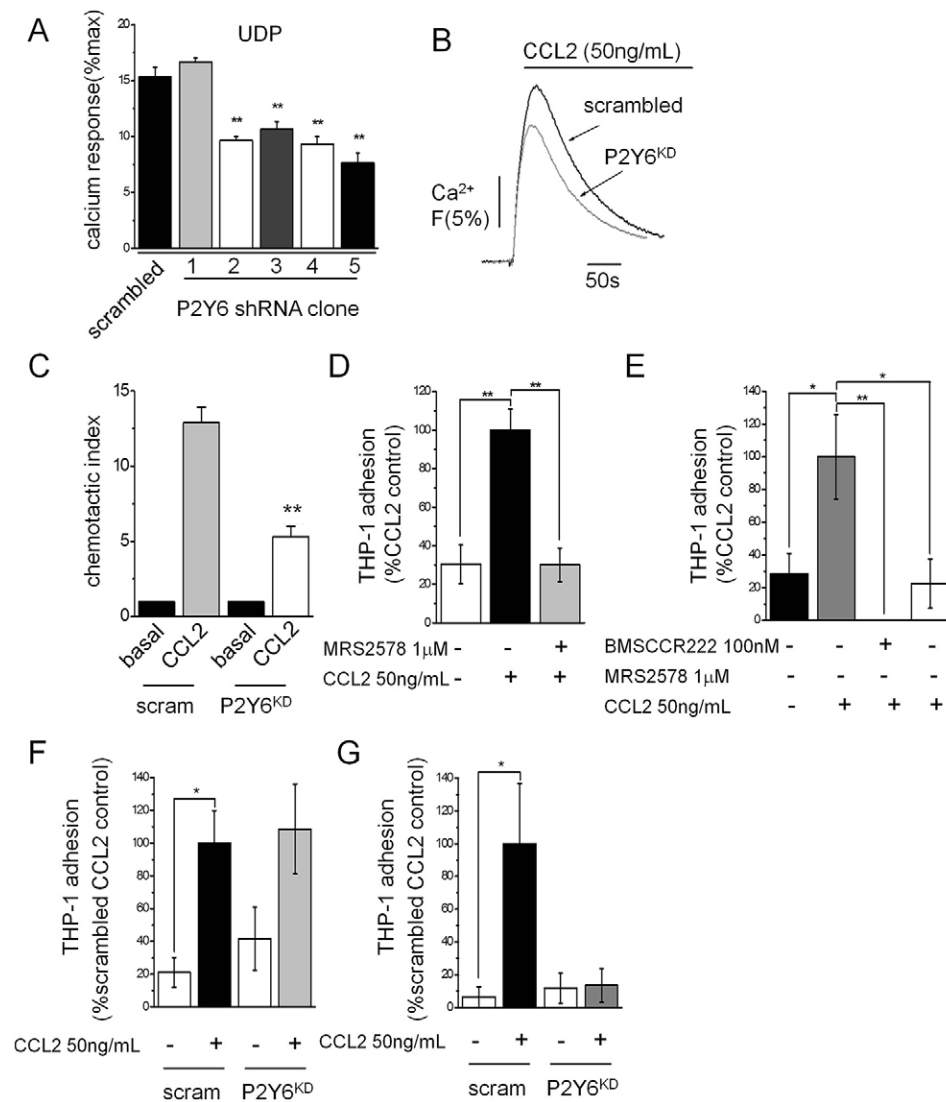 A
UDP
calcium response(%max)
20
15
10
5
0
** ** ** **
scrambled 1 2 3 4 5
P2Y6 shRNA clone
B
CCL2 (50ng/mL)
scrambled
P2Y6KD
Ca2+
F(5%)
50s
C
chemotactic index
15
10
5
0
**
basal CCL2 basal CCL2
scram P2Y6KD
D
THP-1 adhesion
(%CCL2 control)
120
100
80
60
40
20
0
** **
MRS2578 1μM - - +
CCL2 50ng/mL - + +
E
THP-1 adhesion
(%CCL2 control)
140
120
100
80
60
40
20
0
* ** *
BMSCCR222 100nM - - + -
MRS2578 1μM - - -
CCL2 50ng/mL - + + +
F
THP-1 adhesion
(%scrambled CCL2 control)
140
120
100
80
60
40
20
0
*
CCL2 50ng/mL - + - +
scram P2Y6KD
G
THP-1 adhesion
(%scrambled CCL2 control)
140
120
100
80
60
40
20
0
*
CCL2 50ng/mL - + - +
scram P2Y6KD